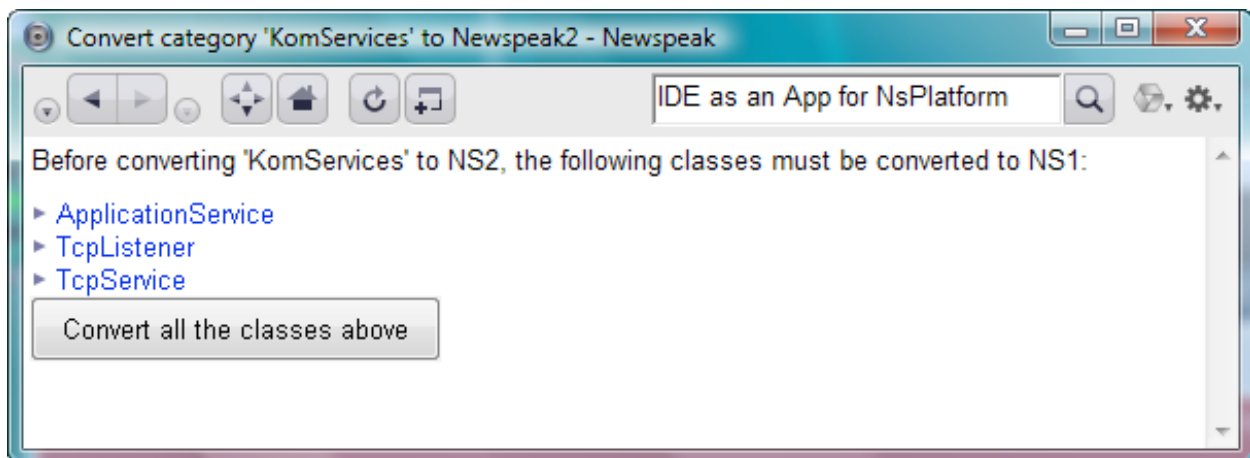 Convert category 'KomServices' to Newspeak2 - Newspeak
IDE as an App for NsPlatform
Before converting 'KomServices' to NS2, the following classes must be converted to NS1:
ApplicationService
TcpListener
TcpService
Convert all the classes above